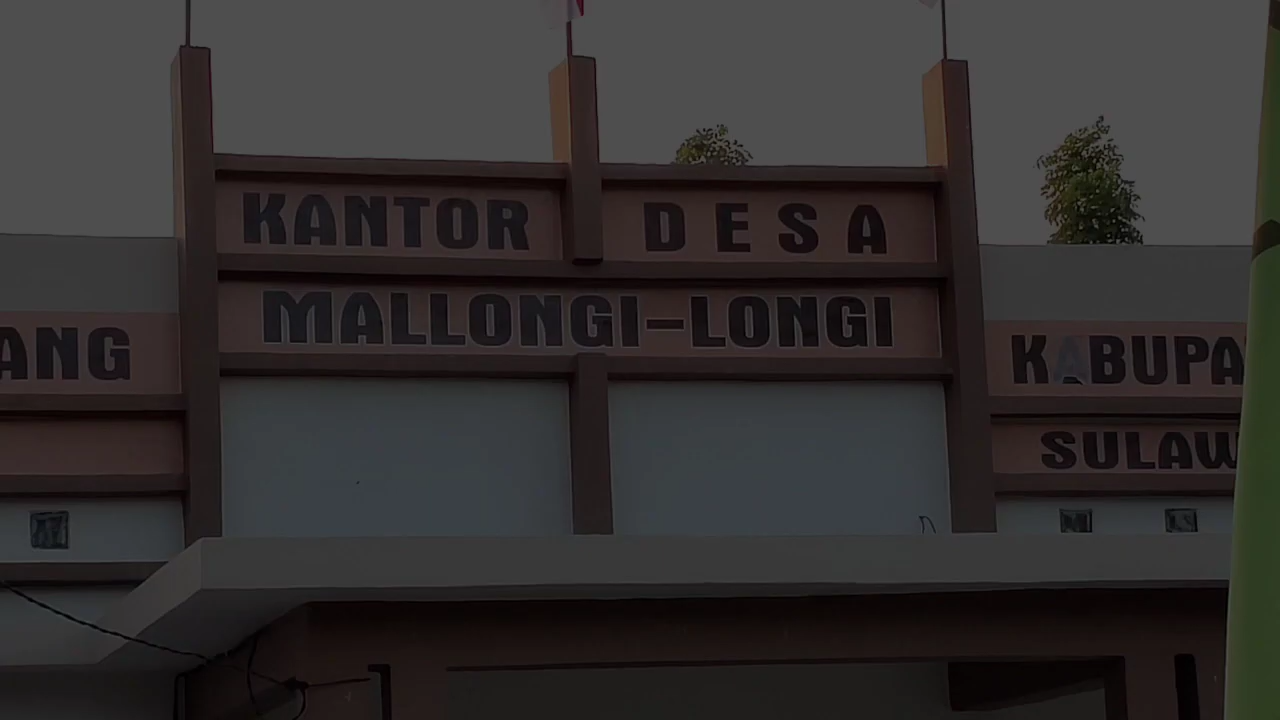 KANTOR DESA
MALLONGI-LONGI
ANG
KABUPA
SULAW